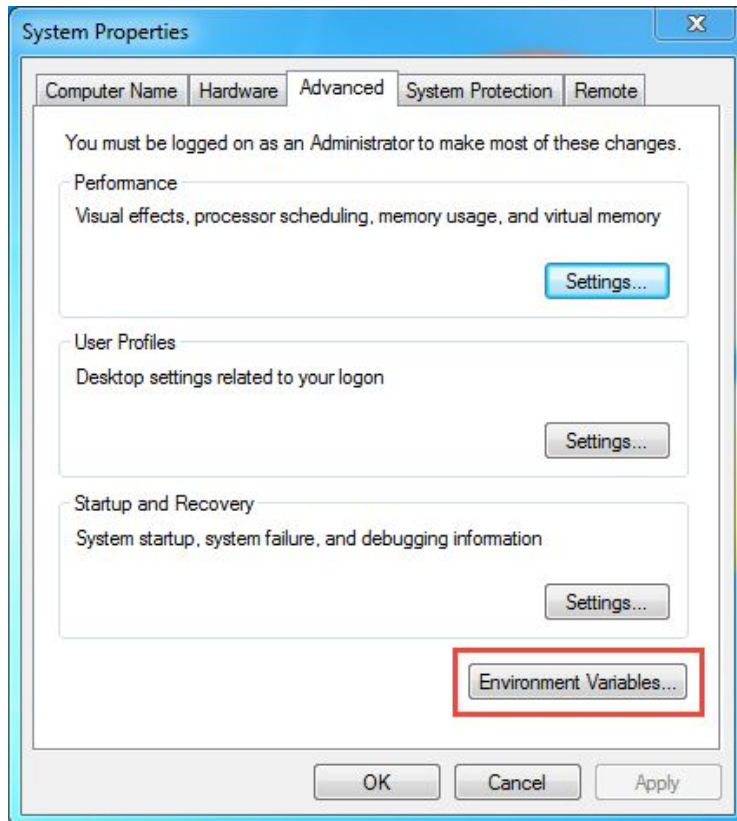 System Properties
Computer Name Hardware Advanced System Protection Remote
You must be logged on as an Administrator to make most of these changes.
Performance
Visual effects, processor scheduling, memory usage, and virtual memory
Settings...
User Profiles
Desktop settings related to your logon
Settings...
Startup and Recovery
System startup, system failure, and debugging information
Settings...
Environment Variables...
OK Cancel Apply